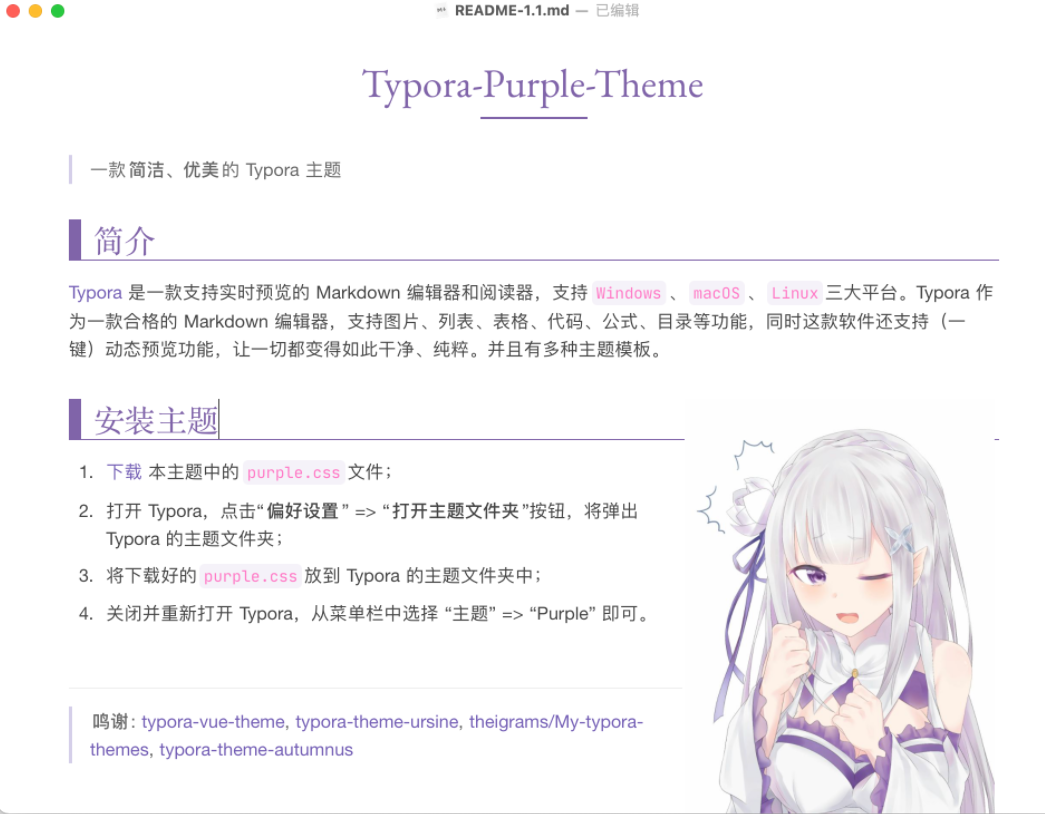 README-1.1.md — 已编辑
Typora-Purple-Theme
一款简洁、优美的 Typora 主题
简介
Typora 是一款支持实时预览的 Markdown 编辑器和阅读器，支持 Windows 、 macOS 、 Linux 三大平台。Typora 作
为一款合格的 Markdown 编辑器，支持图片、列表、表格、代码、公式、目录等功能，同时这款软件还支持（一
键）动态预览功能，让一切都变得如此干净、纯粹。并且有多种主题模板。
安装主题
1. 下载 本主题中的 purple.css 文件；
2. 打开 Typora，点击“偏好设置” => “打开主题文件夹”按钮，将弹出
Typora 的主题文件夹；
3. 将下载好的 purple.css 放到 Typora 的主题文件夹中；
4. 关闭并重新打开 Typora，从菜单栏中选择 “主题” => “Purple” 即可。
鸣谢: typora-vue-theme, typora-theme-ursine, theigrams/My-typora-
themes, typora-theme-autumnus